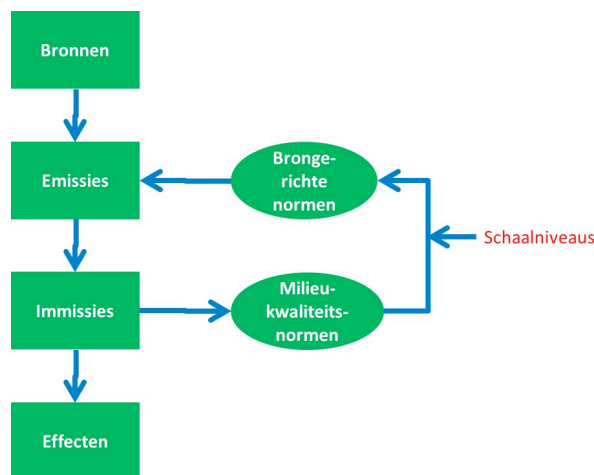 Bronnen
Emissies
Bronge-
richte
normen
Schaalniveaus
Immissies
Milieu-
kwaliteits-
normen
Effecten